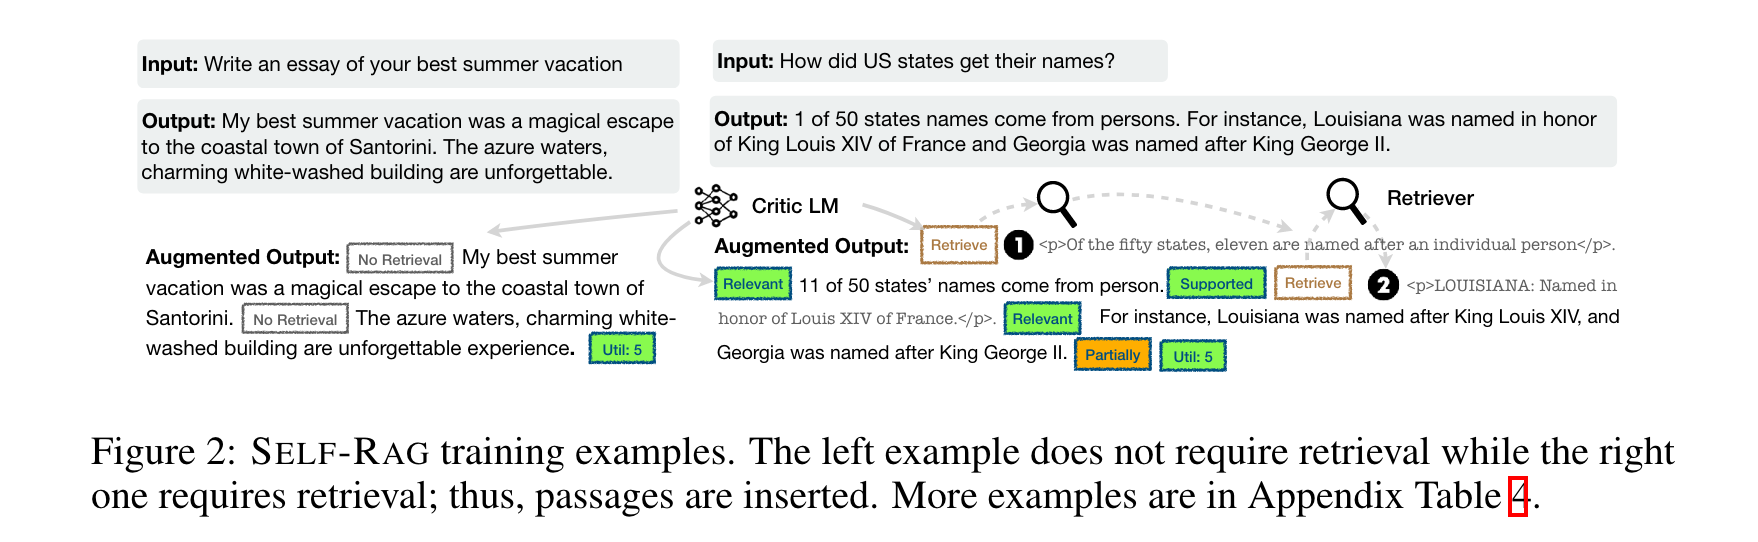 Input: Write an essay of your best summer vacation
Output: My best summer vacation was a magical escape
to the coastal town of Santorini. The azure waters,
charming white-washed building are unforgettable.
Augmented Output: No Retrieval My best summer
vacation was a magical escape to the coastal town of
Santorini. No Retrieval The azure waters, charming white-
washed building are unforgettable experience. Util: 5
Input: How did US states get their names?
Output: 1 of 50 states names come from persons. For instance, Louisiana was named in honor
of King Louis XIV of France and Georgia was named after King George II.
Critic LM
Retriever
Augmented Output: Retrieve 1 <p>Of the fifty states, eleven are named after an individual person</p>.
Relevant 11 of 50 states' names come from person. Supported Retrieve 2 <p>LOUISIANA: Named in
honor of Louis XIV of France.</p>. Relevant For instance, Louisiana was named after King Louis XIV, and
Georgia was named after King George II. Partially Util: 5
Figure 2: SELF-RAG training examples. The left example does not require retrieval while the right
one requires retrieval; thus, passages are inserted. More examples are in Appendix Table 4.